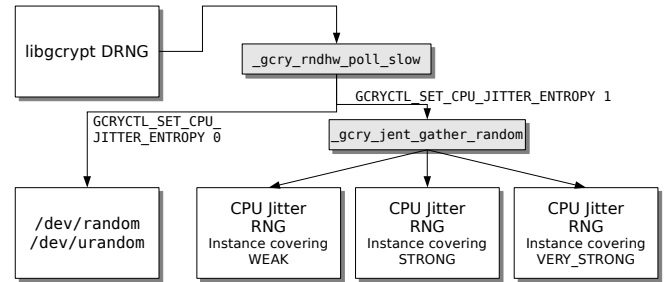 libgcrypt DRNG
_gcry_rndhw_poll_slow
GCRYCTL_SET_CPU_JITTER_ENTROPY 1
GCRYCTL_SET_CPU_
JITTER_ENTROPY 0
_gcry_jent_gather_random
/dev/random
/dev/urandom
CPU Jitter
RNG
Instance covering
WEAK
CPU Jitter
RNG
Instance covering
STRONG
CPU Jitter
RNG
Instance covering
VERY_STRONG